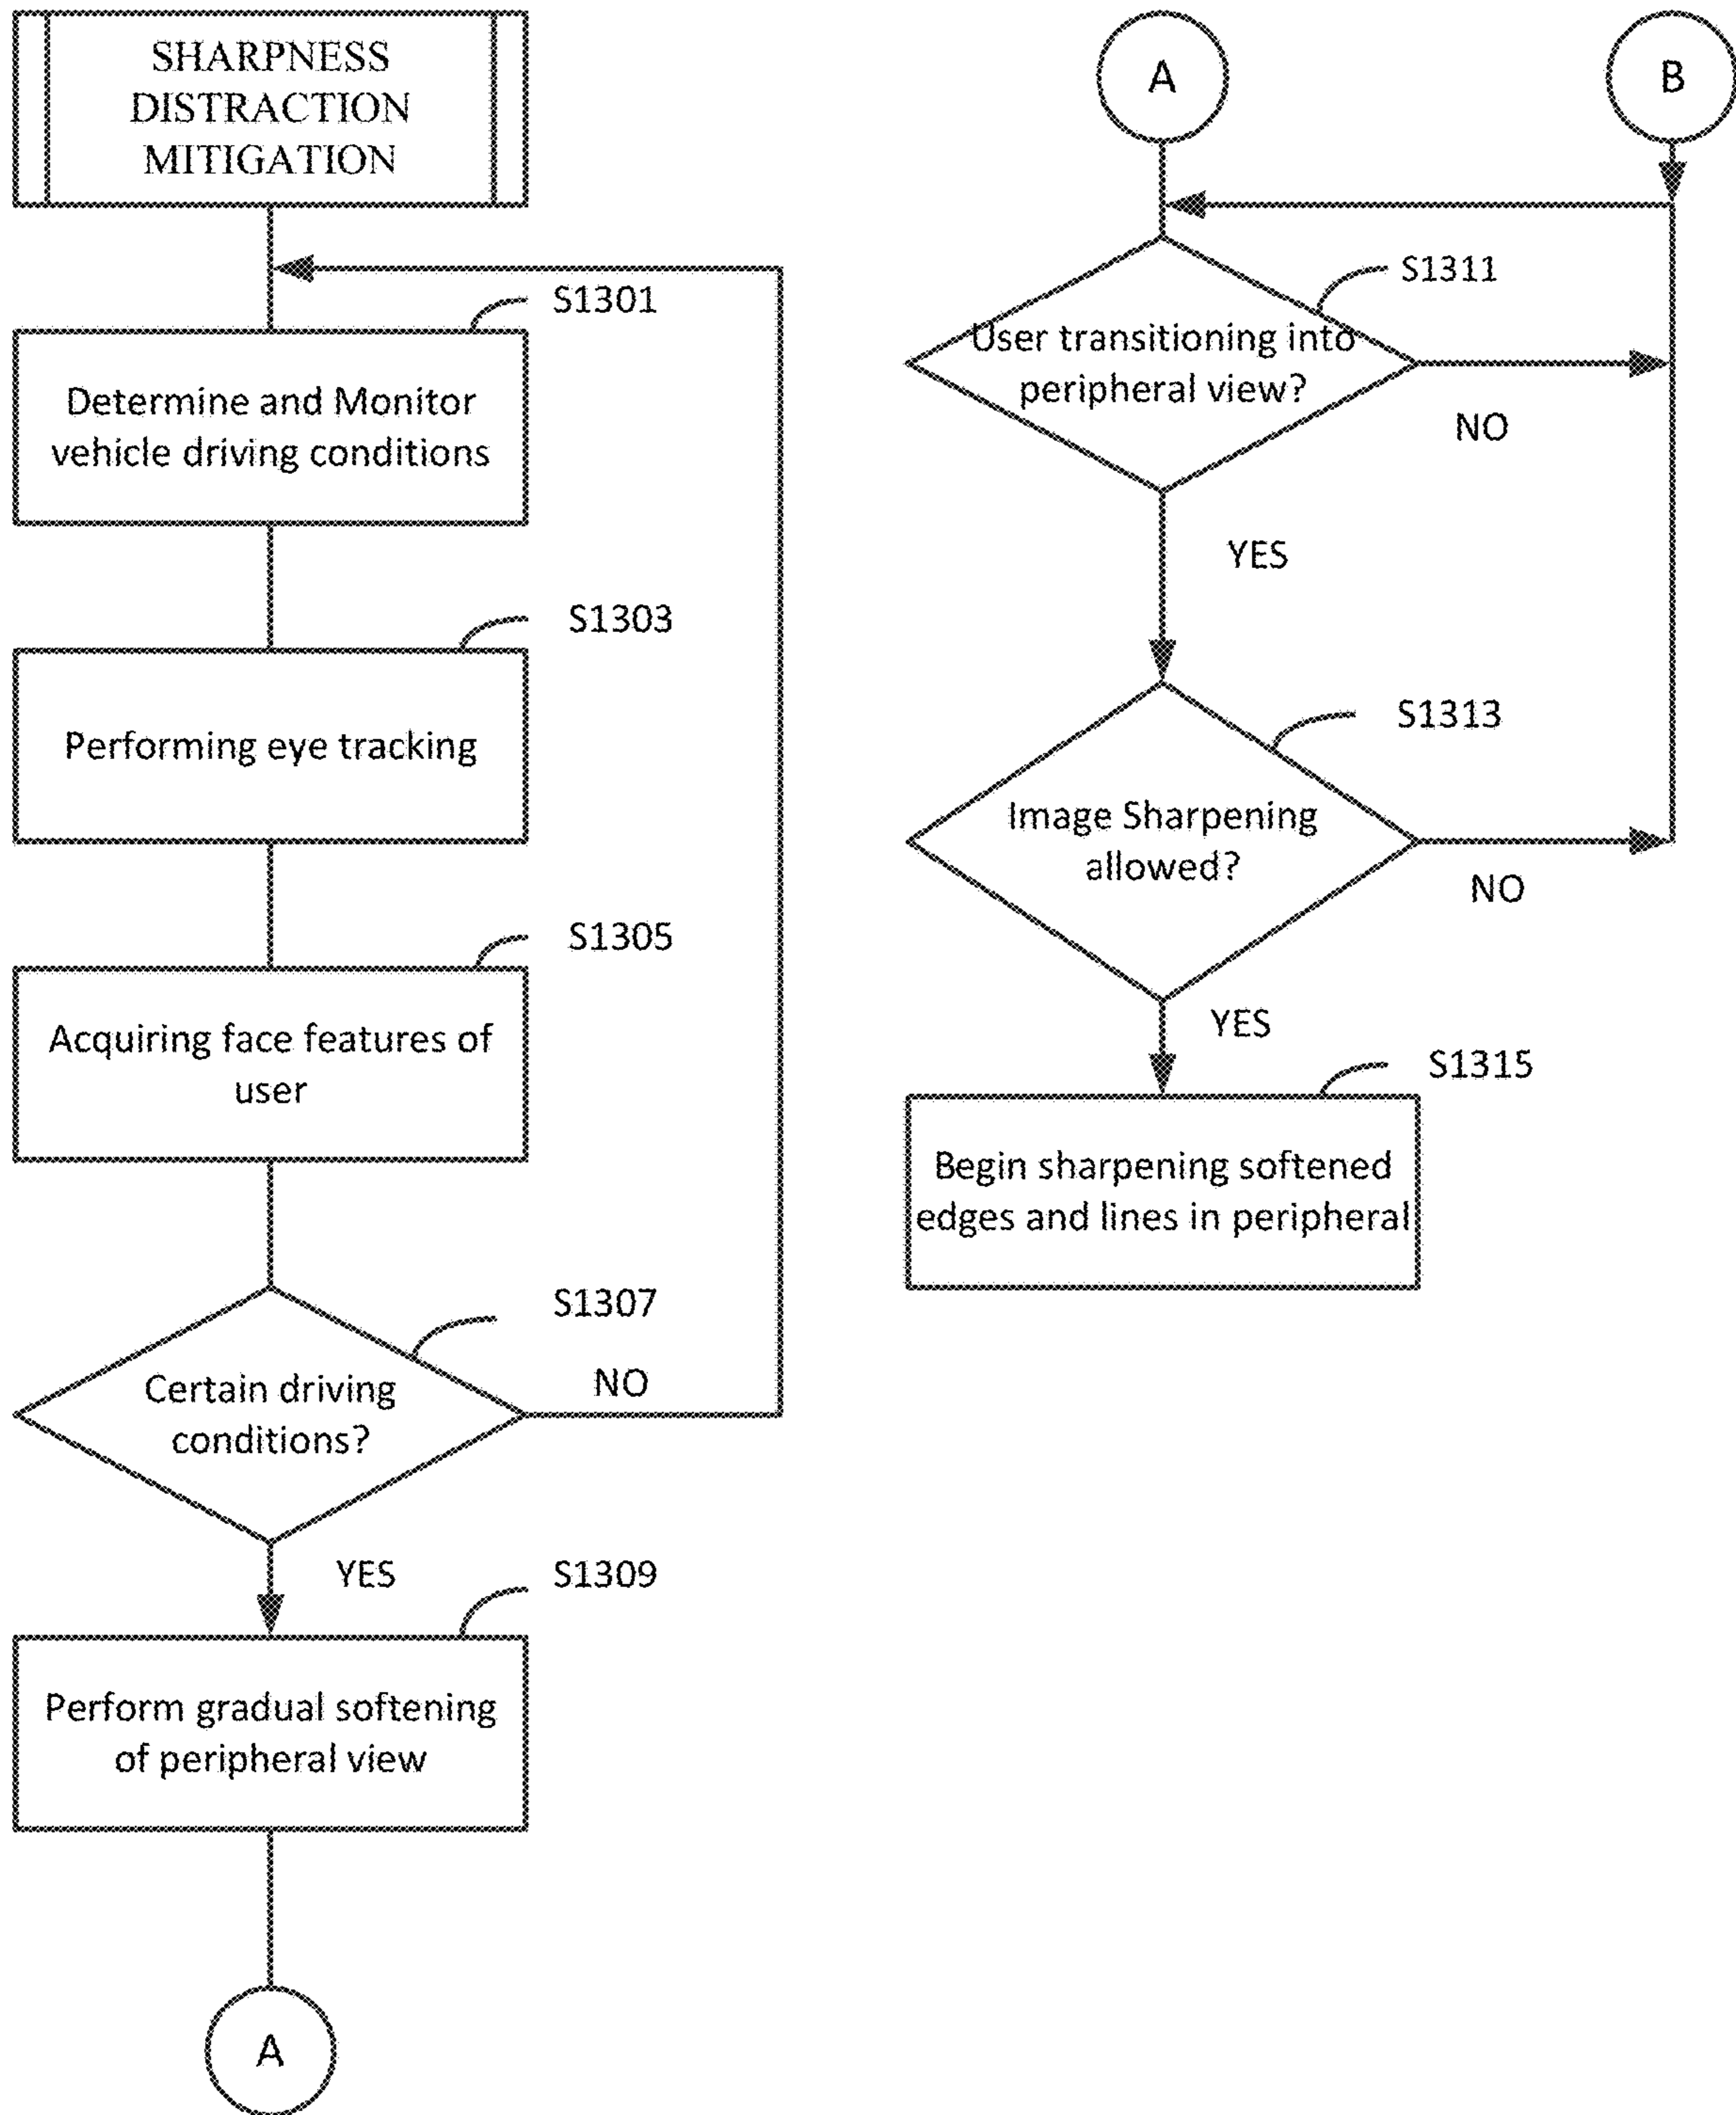 SHARPNESS
DISTRACTION
MITIGATION
S1301
Determine and Monitor
vehicle driving conditions
S1303
Performing eye tracking
S1305
Acquiring face features of
user
S1307
Certain driving
conditions?
NO
YES
S1309
Perform gradual softening
of peripheral view
A
A
B
S1311
User transitioning into
peripheral view?
NO
YES
S1313
Image Sharpening
allowed?
NO
YES
S1315
Begin sharpening softened
edges and lines in peripheral